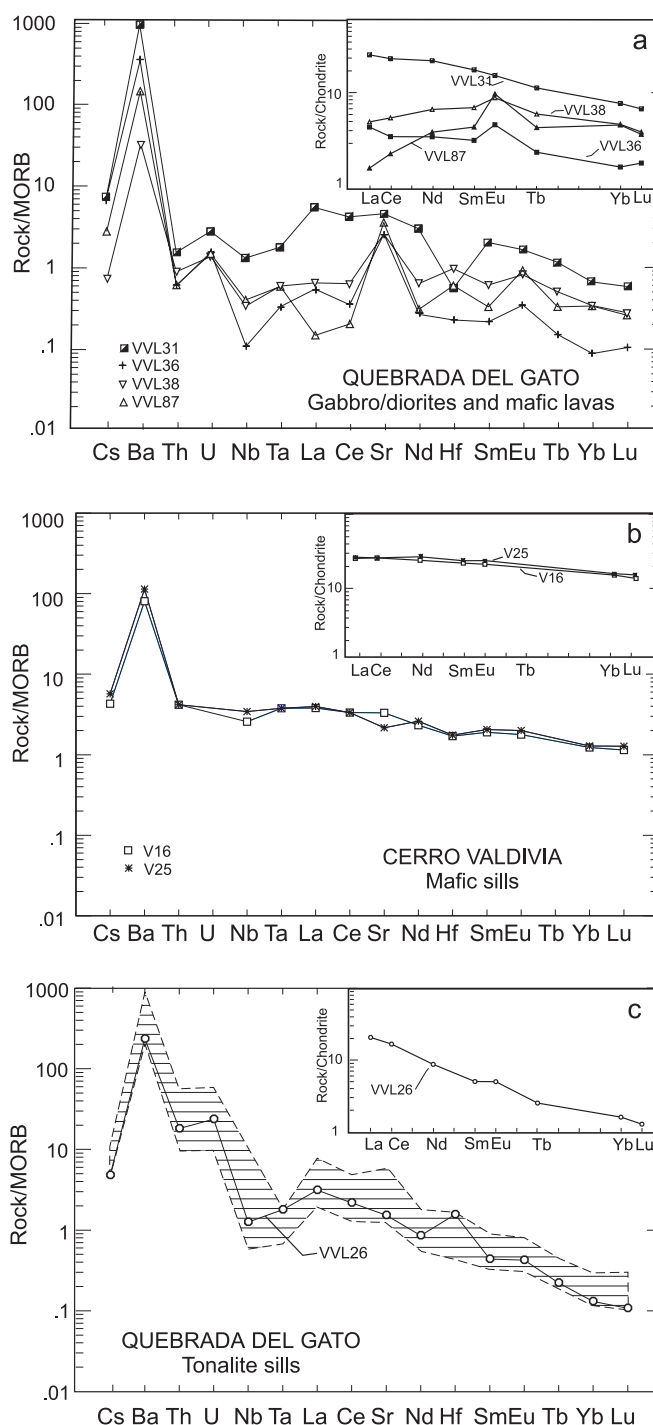 1000
100
10
1
.1
.01
Rock/MORB
a
10
1
Rock/Chondrite
VVL31
VVL38
VVL36
VVL87
La Ce Nd Sm Eu Tb Yb Lu
VVL31
VVL36
VVL38
VVL87
QUEBRADA DEL GATO
Gabbro/diorites and mafic lavas
Cs Ba Th U Nb Ta La Ce Sr Nd Hf Sm Eu Tb Yb Lu
1000
100
10
1
.1
.01
Rock/MORB
b
10
1
Rock/Chondrite
V25
V16
La Ce Nd Sm Eu Tb Yb Lu
V16
V25
CERRO VALDIVIA
Mafic sills
Cs Ba Th U Nb Ta La Ce Sr Nd Hf Sm Eu Tb Yb Lu
1000
100
10
1
.1
.01
Rock/MORB
c
10
1
Rock/Chondrite
VVL26
La Ce Nd Sm Eu Tb Yb Lu
VVL26
QUEBRADA DEL GATO
Tonalite sills
Cs Ba Th U Nb Ta La Ce Sr Nd Hf Sm Eu Tb Yb Lu